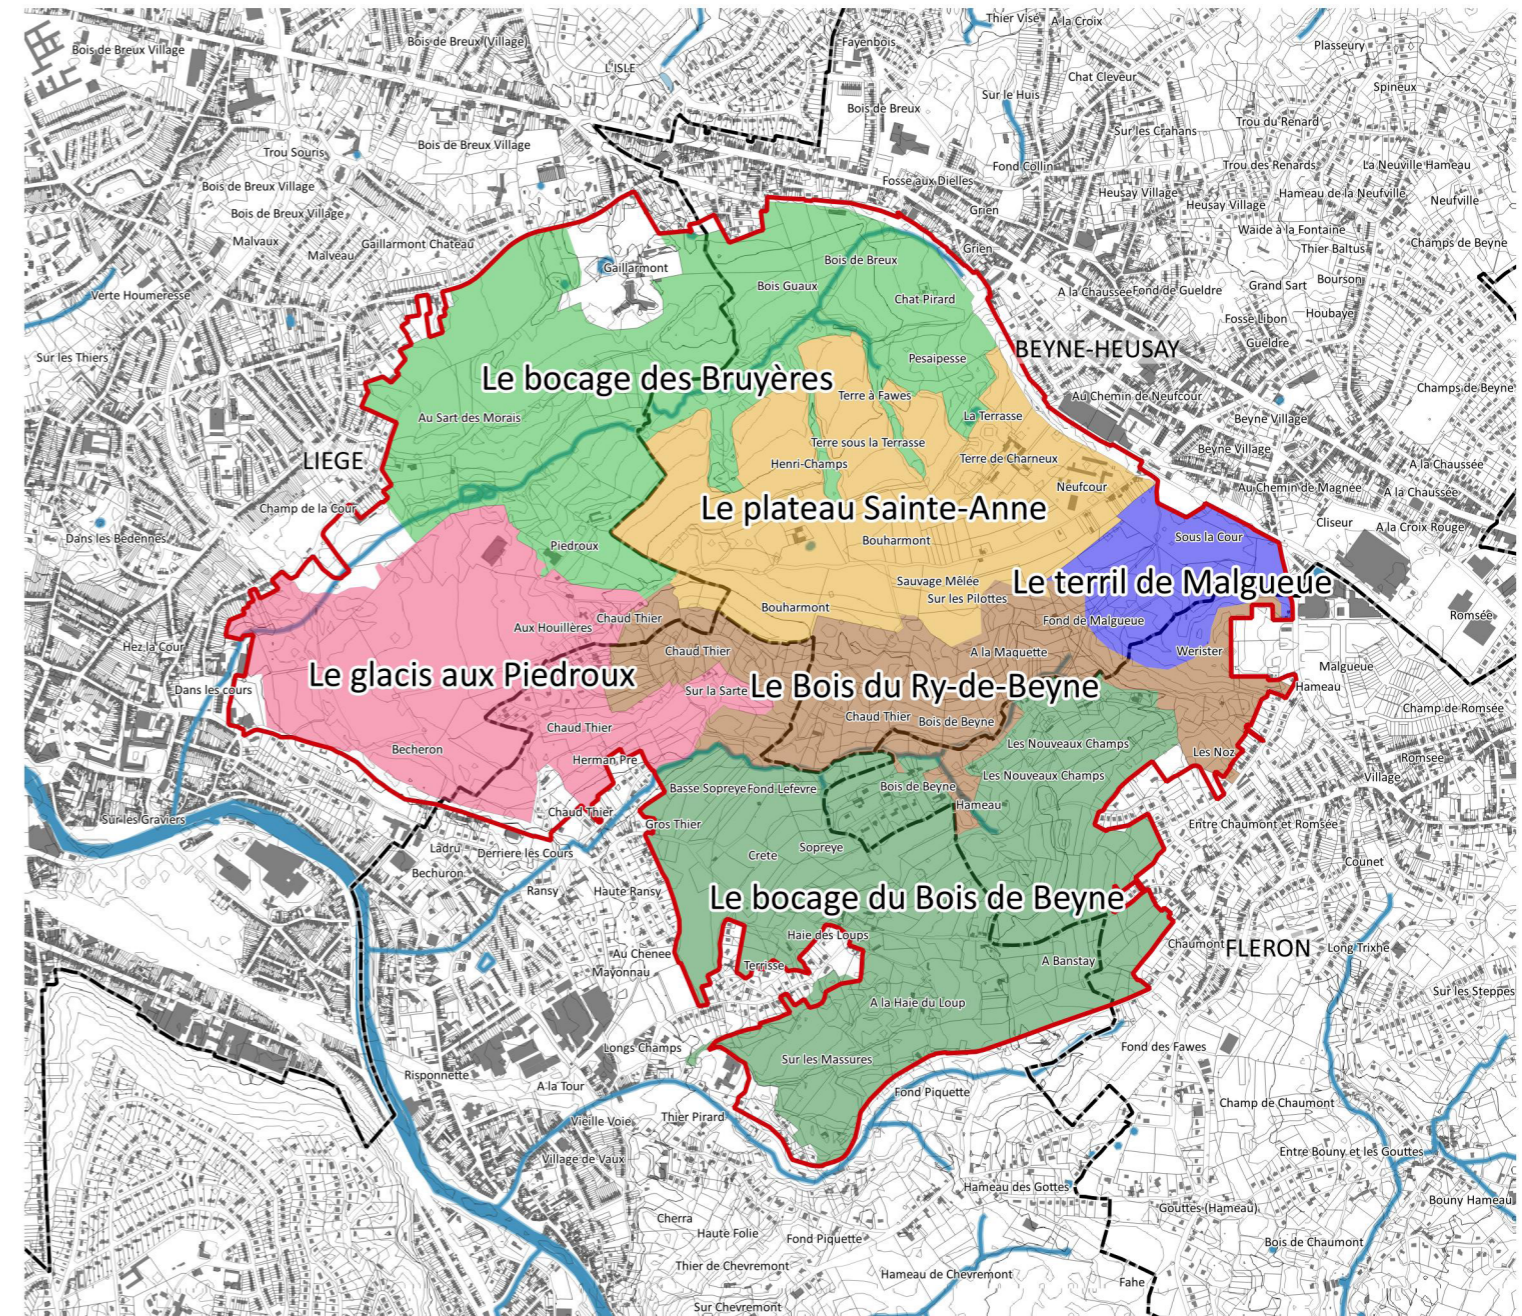 Thier Visé
A la Croix
Bois de Breux Village
Bois de Breux (Village)
Fayenbois
Plasseury
L'ISLE
Chat Cleveur
Spineux
Sur le Huis
Bois de Breux
Trou du Renard
Sur les Crahans
Trou Souris
Bois de Breux Village
Fond Collin
Trou des Renards
La Neuville Hameau
Bois de Breux Village
Fosse aux Dielles
Heusay Village
Hameau de la Neufville
Heusay Village
Neufville
Bois de Breux Village
Grien
Waide à la Fontaine
Malvaux
Gaillarmont Chateau
Grien
Thier Baltus
Champs de Beyne
Malveau
Gaillarmont
Bois de Breux
Bourson
Verte Houmeresse
Bois Guaux
Chat Pirard
A la Chaussée
Fond de Gueldre
Grand Sart
Houbaye
Fosse Libon
Sur les Thiers
Pesaipesse
BEYNE-HEUSAY
Gueldre
Le bocage des Bruyères
Champs de Beyne
Terre à Fawes
Au Chemin de Neufcour
Au Sart des Morais
La Terrasse
Beyne Village
Terre sous la Terrasse
Beyne Village
LIEGE
Henri-Champs
Terre de Charneux
A la Chaussée
Neufcour
Au Chemin de Magnée
A la Chaussée
Champ de la Cour
Le plateau Sainte-Anne
Cliseur
A la Croix Rouge
Dans les Bedennes
Piedroux
Bouharmont
Sous la Cour
Sauvage Mêlée
Le terril de Malgueue
Sur les Pilottes
Bouharmont
Aux Houillères
Chaud Thier
Fond de Malgueue
Romsée
Hez la Cour
Chaud Thier
A la Maquette
Werister
Malgueue
Le glacis aux Piedroux
Sur la Sarte
Le Bois du Ry-de-Beyne
Hameau
Dans les cours
Champ de Romsée
Chaud Thier
Chaud Thier
Bois de Beyne
Becheron
Les Nouveaux Champs
Les Noz
Herman Pre
Romsee
Les Nouveaux Champs
Village
Basse Sopreye
Fond Lefevre
Bois de Beyne
Hameau
Sur les Graviers
Chaud Thier
Gros Thier
Entre Chaumont et Romsée
Ladru
Derriere les Cours
Crete
Sopreye
Counet
Bechuron
Ransy
Haute Ransy
Le bocage du Bois de Beyne
Haie des Loups
Chaumont
FLERON
Long Trixhe
Au Chenee
Terrisse
A Banstay
Mayonnau
Sur les Steppes
A la Haie du Loup
Longs Champs
Sur les Massures
Fond des Fawes
Risponnette
A la Tour
Fond Piquette
Champ de Chaumont
Vieille Voie
Thier Pirard
Village de Vaux
Entre Bouny et les Gouttes
Hameau des Gottes
Bouny Hameau
Gouttes (Hameau)
Cherra
Haute Folie
Fond Piquette
Bois de Chaumont
Thier de Chevremont
Hameau de Chevremont
Fahe
Sur Chevremont